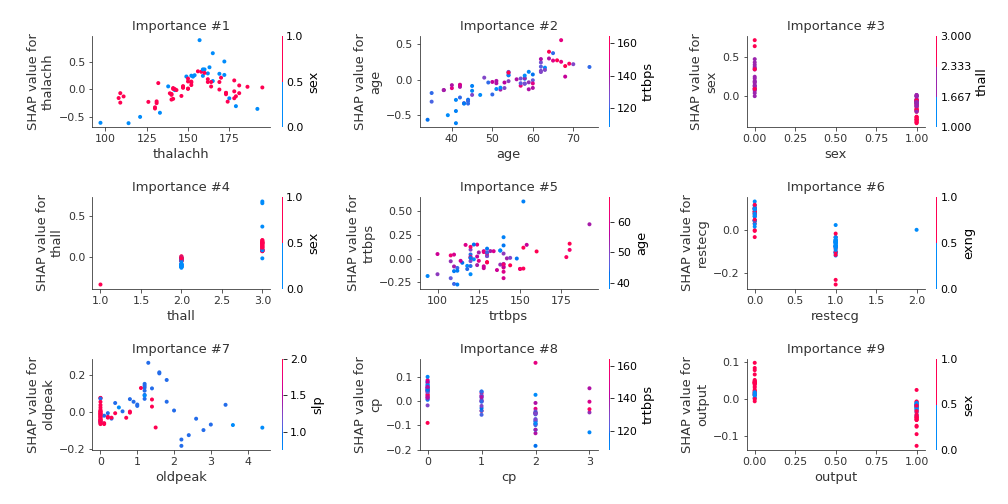 Importance #1
SHAP value for
thalachh
0.5
0.0
−0.5
100
125
150
175
thalachh
1.0
0.5
0.0
sex
Importance #2
SHAP value for
age
0.5
0.0
−0.5
40
50
60
70
age
160
140
120
trtbps
Importance #3
SHAP value for
sex
0.5
0.0
0.00
0.25
0.50
0.75
1.00
sex
3.000
2.333
1.667
1.000
thall
Importance #4
SHAP value for
thall
0.5
0.0
1.0
1.5
2.0
2.5
3.0
thall
1.0
0.5
0.0
sex
Importance #5
SHAP value for
trtbps
0.50
0.25
0.00
−0.25
100
125
150
175
trtbps
60
50
40
age
Importance #6
SHAP value for
restecg
0.0
−0.2
0.0
0.5
1.0
1.5
2.0
restecg
1.0
0.5
0.0
exng
Importance #7
SHAP value for
oldpeak
0.2
0.0
−0.2
0
1
2
3
4
oldpeak
2.0
1.5
1.0
slp
Importance #8
SHAP value for
cp
0.1
0.0
−0.1
−0.2
0
1
2
3
cp
160
140
120
trtbps
Importance #9
SHAP value for
output
0.1
0.0
−0.1
0.00
0.25
0.50
0.75
1.00
output
1.0
0.5
0.0
sex